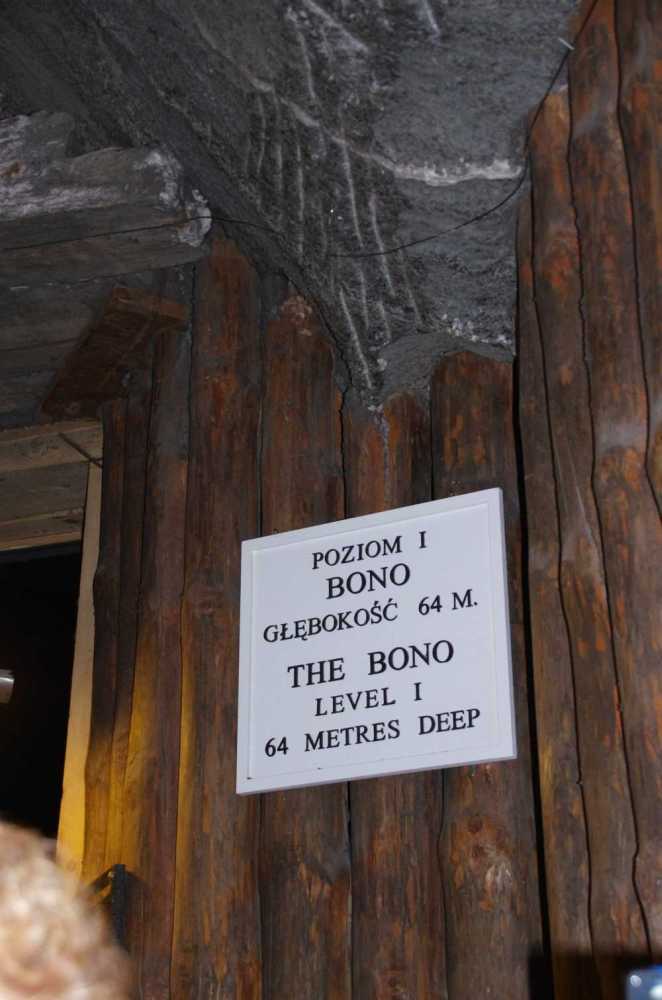 POZIOM I
BONO
GŁĘBOKOŚĆ 64 M.
THE BONO
LEVEL I
64 METRES DEEP